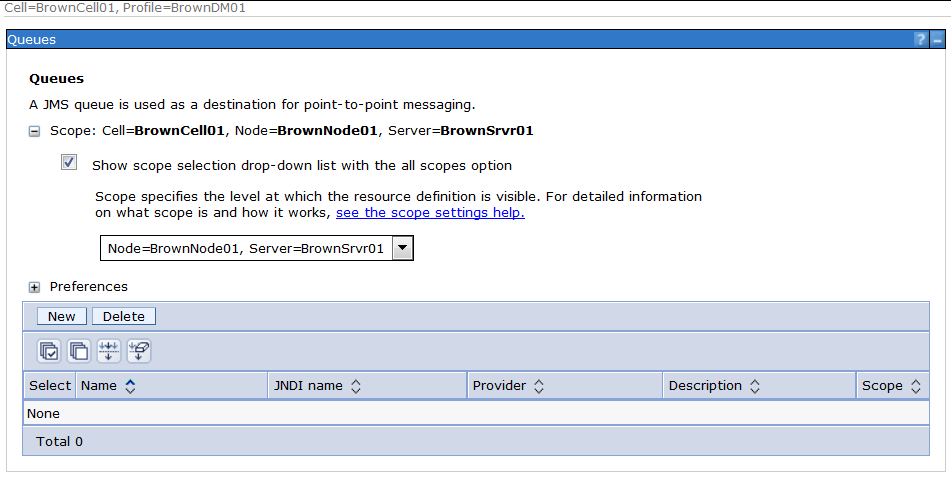 Cell=BrownCell01, Profile=BrownDM01
Queues
?
Queues
A JMS queue is used as a destination for point-to-point messaging.
Scope: Cell=BrownCell01, Node=BrownNode01, Server=BrownSrvr01
Show scope selection drop-down list with the all scopes option
Scope specifies the level at which the resource definition is visible. For detailed information
on what scope is and how it works, see the scope settings help.
Node=BrownNode01, Server=BrownSrvr01
Preferences
New Delete
Select Name JNDI name Provider Description Scope
None
Total 0